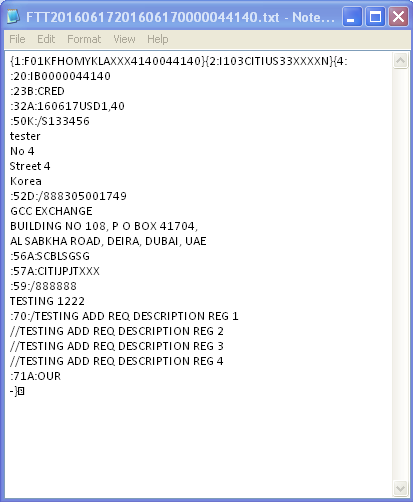 FTT20160617201606170000044140.txt - Note...
File Edit Format View Help
{1:F01KFHOMYKLAXXX4140044140}{2:I103CITIUS33XXXXN}{4:
:20:IB0000044140
:23B:CRED
:32A:160617USD1,40
:50K:/S133456
tester
No 4
Street 4
Korea
:52D:/888305001749
GCC EXCHANGE
BUILDING NO 108, P O BOX 41704,
AL SABKHA ROAD, DEIRA, DUBAI, UAE
:56A:SCBLSGSG
:57A:CITIJPJTXXX
:59:/888888
TESTING 1222
:70:/TESTING ADD REQ DESCRIPTION REG 1
//TESTING ADD REQ DESCRIPTION REG 2
//TESTING ADD REQ DESCRIPTION REG 3
//TESTING ADD REQ DESCRIPTION REG 4
:71A:OUR
-}